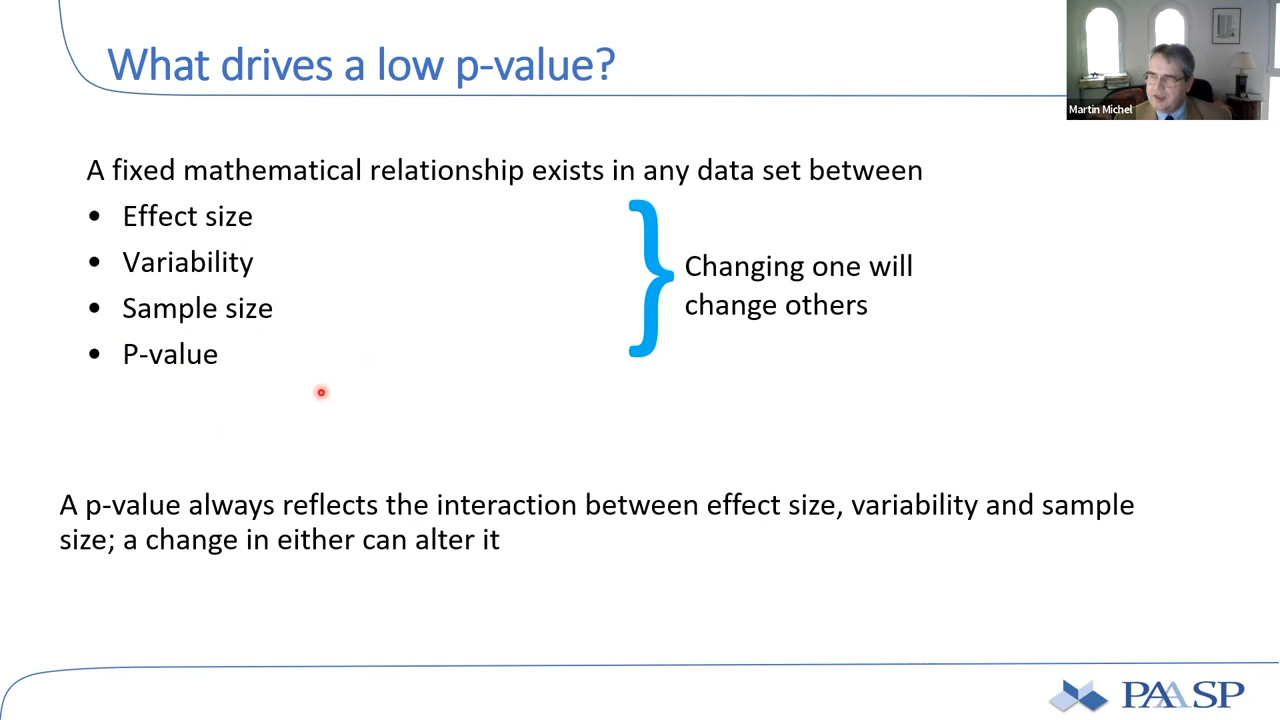 What drives a low p-value?
Martin Michel
A fixed mathematical relationship exists in any data set between
• Effect size
• Variability
• Sample size
• P-value
Changing one will
change others
A p-value always reflects the interaction between effect size, variability and sample
size; a change in either can alter it
PAASP